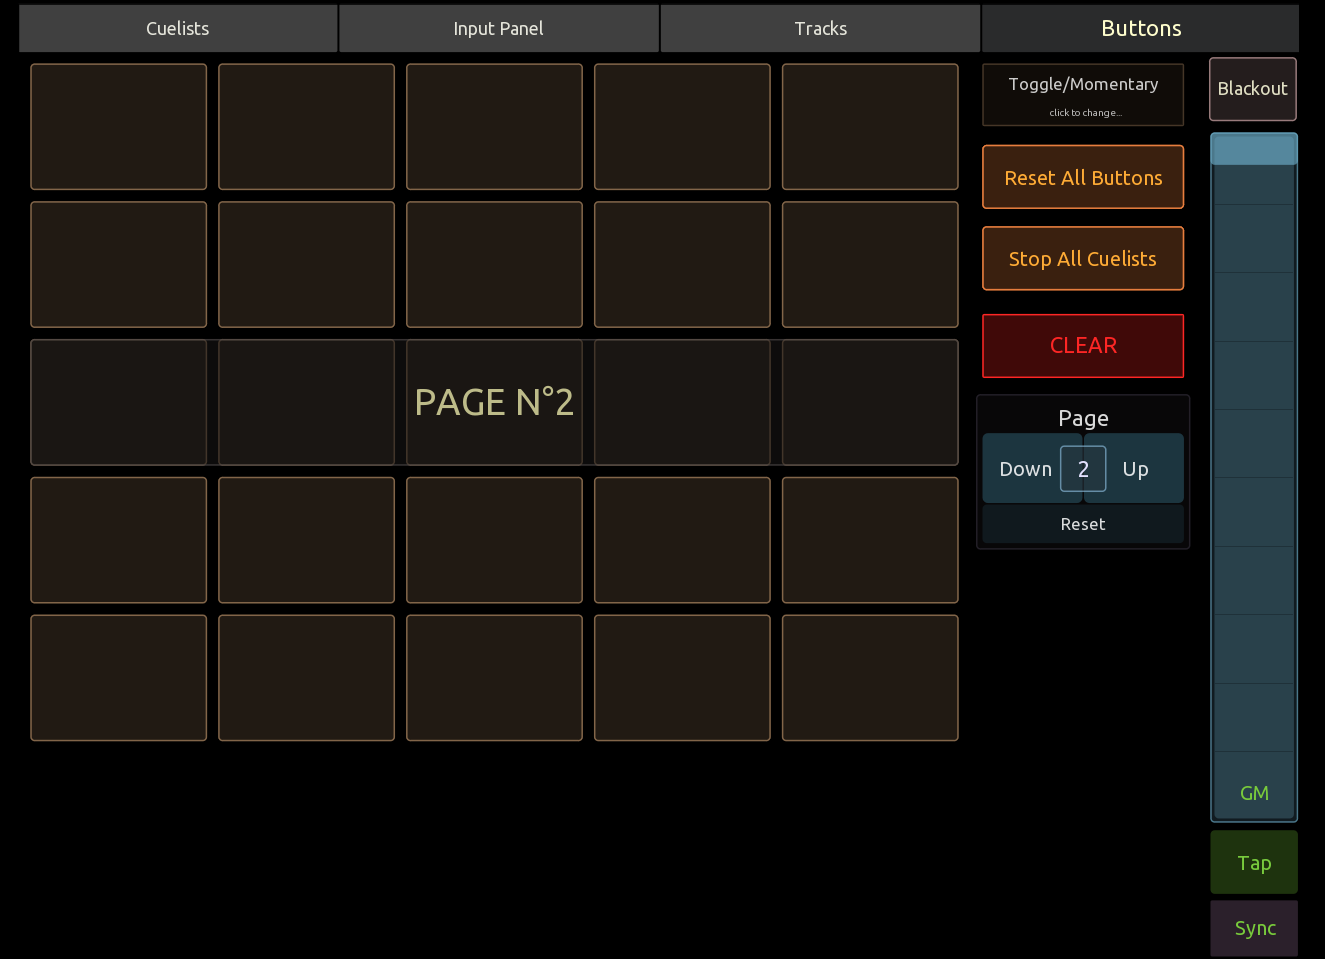 Cuelists
Input Panel
Tracks
Buttons
Toggle/Momentary
click to change...
Blackout
Reset All Buttons
Stop All Cuelists
CLEAR
PAGE N°2
Page
Down
2
Up
Reset
GM
Tap
Sync